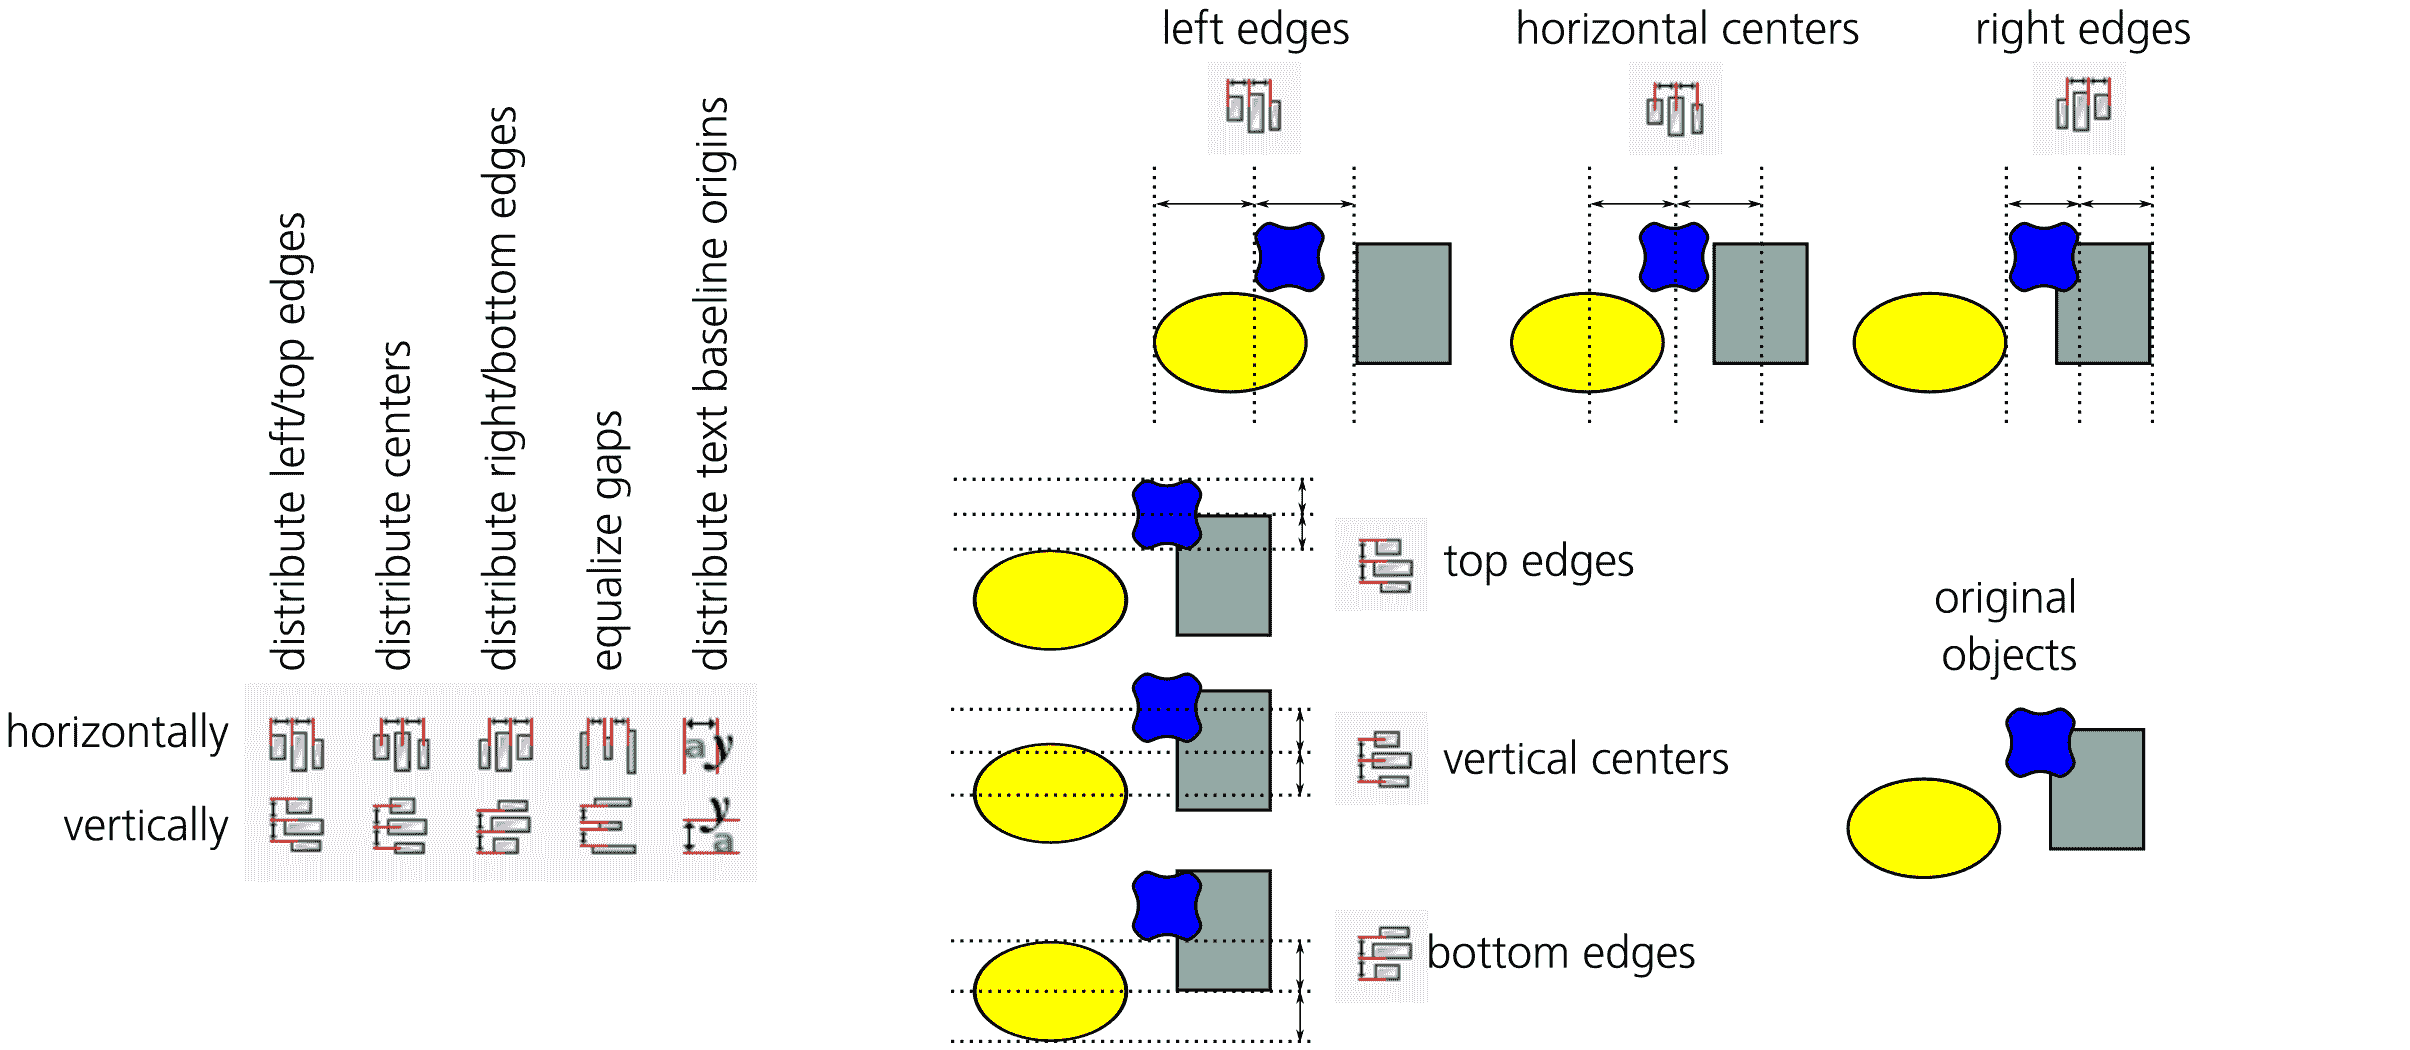 left edges
horizontal centers
right edges
distribute left/top edges
distribute centers
distribute right/bottom edges
equalize gaps
distribute text baseline origins
horizontally
a y
vertically
y
a
top edges
vertical centers
bottom edges
original
objects